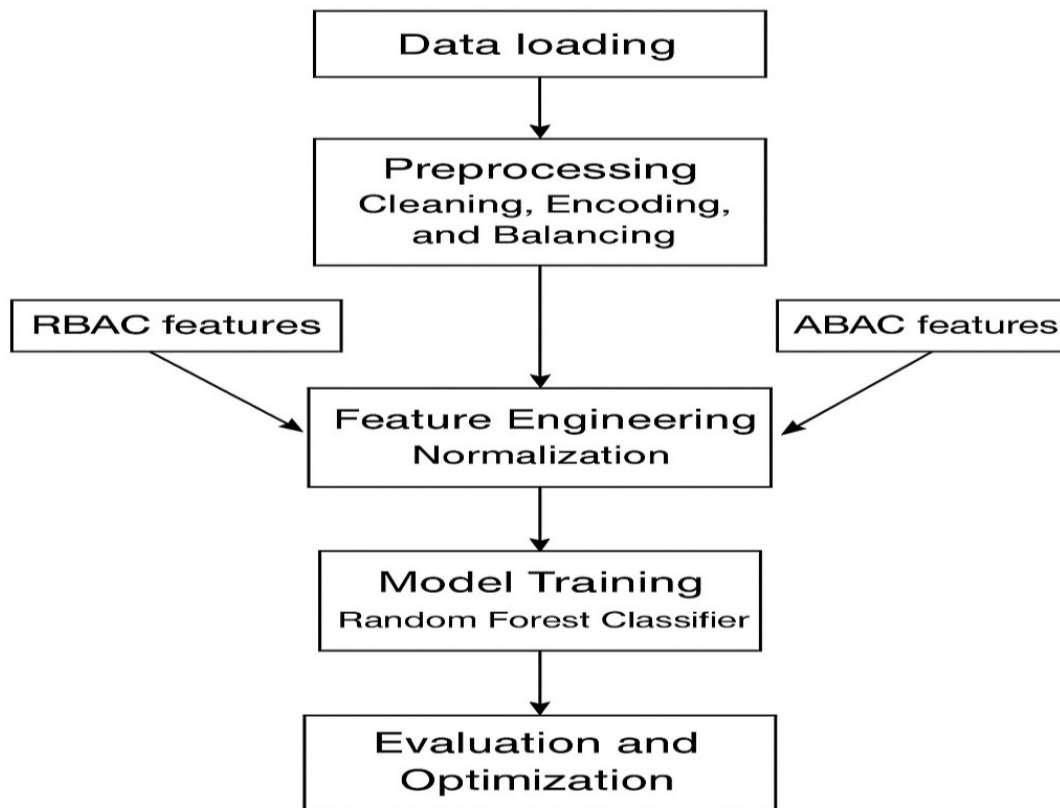 Data loading
Preprocessing
Cleaning, Encoding,
and Balancing
RBAC features
ABAC features
Feature Engineering
Normalization
Model Training
Random Forest Classifier
Evaluation and
Optimization